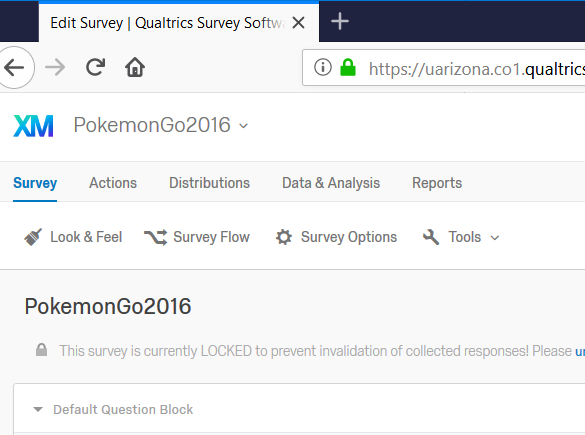 Edit Survey | Qualtrics Survey Softw
https://uarizona.co1.qualtrics
XM PokemonGo2016
Survey Actions Distributions Data & Analysis Reports
Look & Feel Survey Flow Survey Options Tools
PokemonGo2016
This survey is currently LOCKED to prevent invalidation of collected responses! Please un
Default Question Block